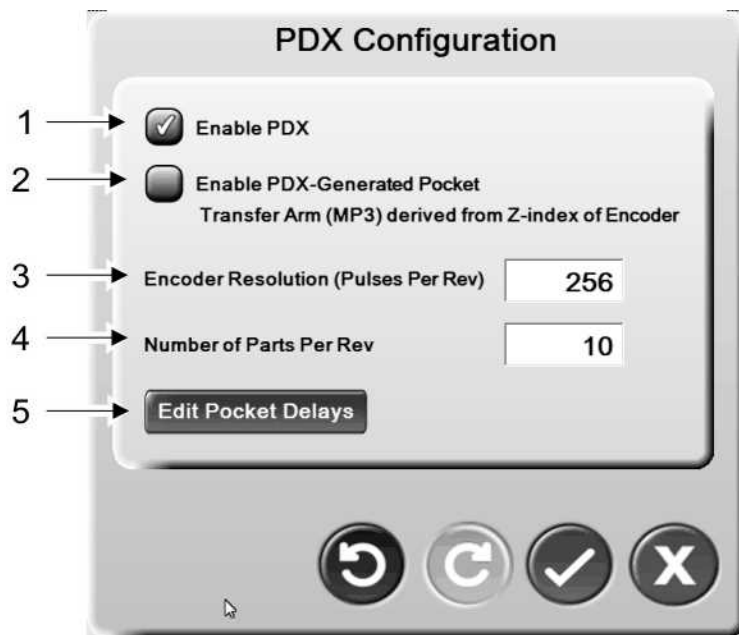 PDX Configuration
1 Enable PDX
2 Enable PDX-Generated Pocket
Transfer Arm (MP3) derived from Z-index of Encoder
3 Encoder Resolution (Pulses Per Rev) 256
4 Number of Parts Per Rev 10
5 Edit Pocket Delays